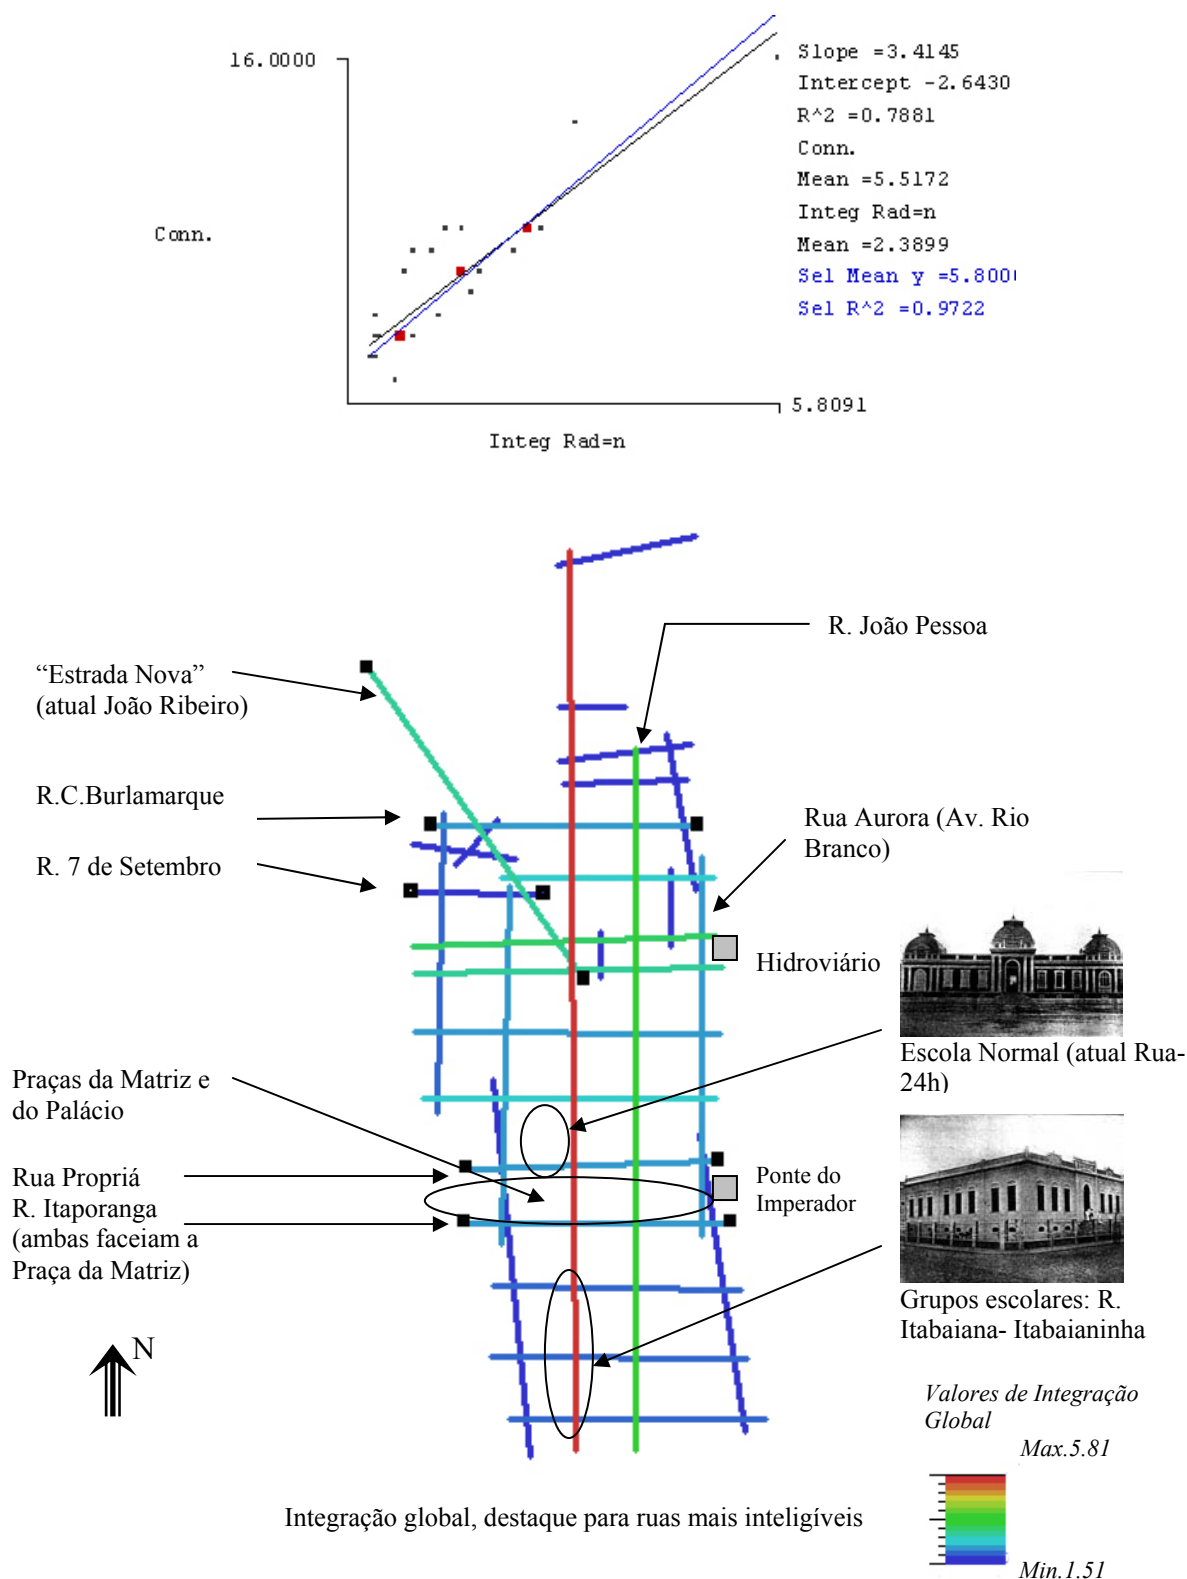 16.0000
Conn.
5.8091
Integ Rad=n
Slope =3.4145
Intercept -2.6430
R^2 =0.7881
Conn.
Mean =5.5172
Integ Rad=n
Mean =2.3899
Sel Mean y =5.800
Sel R^2 =0.9722
R. João Pessoa
“Estrada Nova”
(atual João Ribeiro)
R.C.Burlamarque
R. 7 de Setembro
Rua Aurora (Av. Rio
Branco)
Hidroviário
Escola Normal (atual Rua-
24h)
Praças da Matriz e
do Palácio
Rua Propriá
R. Itaporanga
(ambas faceiam a
Praça da Matriz)
Ponte do
Imperador
Grupos escolares: R.
Itabaiana- Itabaianinha
N
Valores de Integração
Global
Max.5.81
Min.1.51
Integração global, destaque para ruas mais inteligíveis